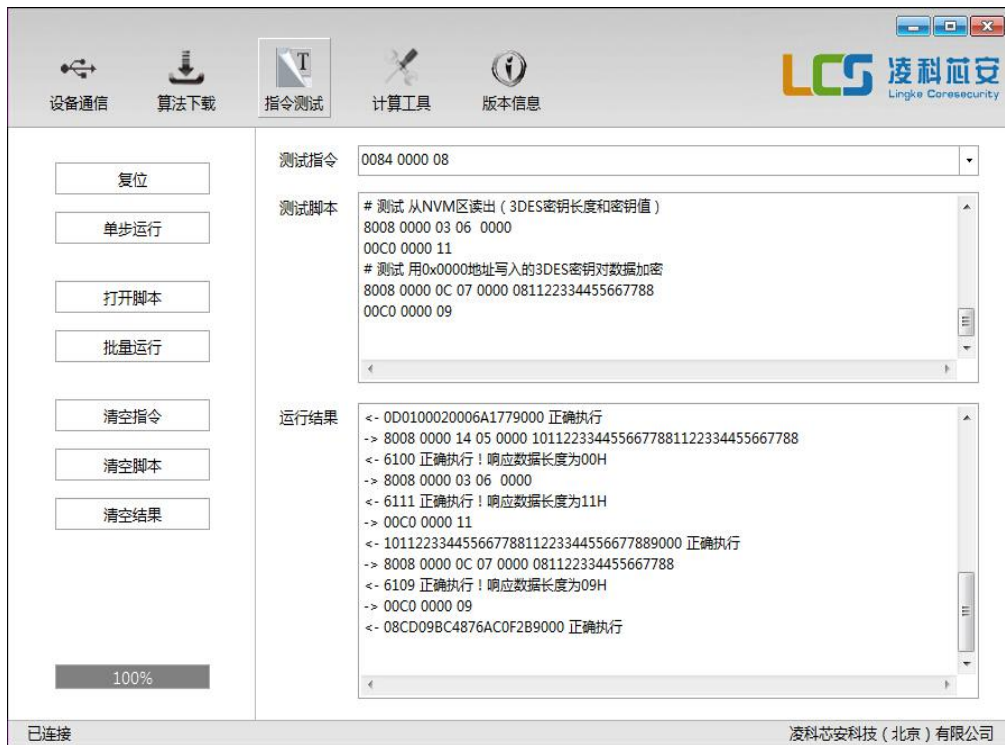 LCS 凌科芯安
Lingke Coresecurity
设备通信 算法下载 指令测试 计算工具 版本信息
复位
单步运行
打开脚本
批量运行
清空指令
清空脚本
清空结果
100%
测试指令 0084 0000 08
测试脚本
# 测试 从NVM区读出（3DES密钥长度和密钥值）
8008 0000 03 06  0000
00C0 0000 11
# 测试 用0x0000地址写入的3DES密钥对数据加密
8008 0000 0C 07 0000 081122334455667788
00C0 0000 09
运行结果
<- 0D0100020006A1779000 正确执行
-> 8008 0000 14 05 0000 1011223344556677881122334455667788
<- 6100 正确执行！响应数据长度为00H
-> 8008 0000 03 06  0000
<- 6111 正确执行！响应数据长度为11H
-> 00C0 0000 11
<- 10112233445566778811223344556677889000 正确执行
-> 8008 0000 0C 07 0000 081122334455667788
<- 6109 正确执行！响应数据长度为09H
-> 00C0 0000 09
<- 08CD09BC4876AC0F2B9000 正确执行
已连接
凌科芯安科技（北京）有限公司